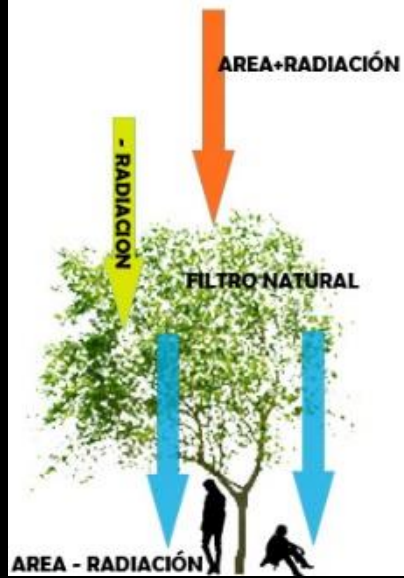 AREA+RADIACIÓN
- RADIACION
FILTRO NATURAL
AREA - RADIACIÓN